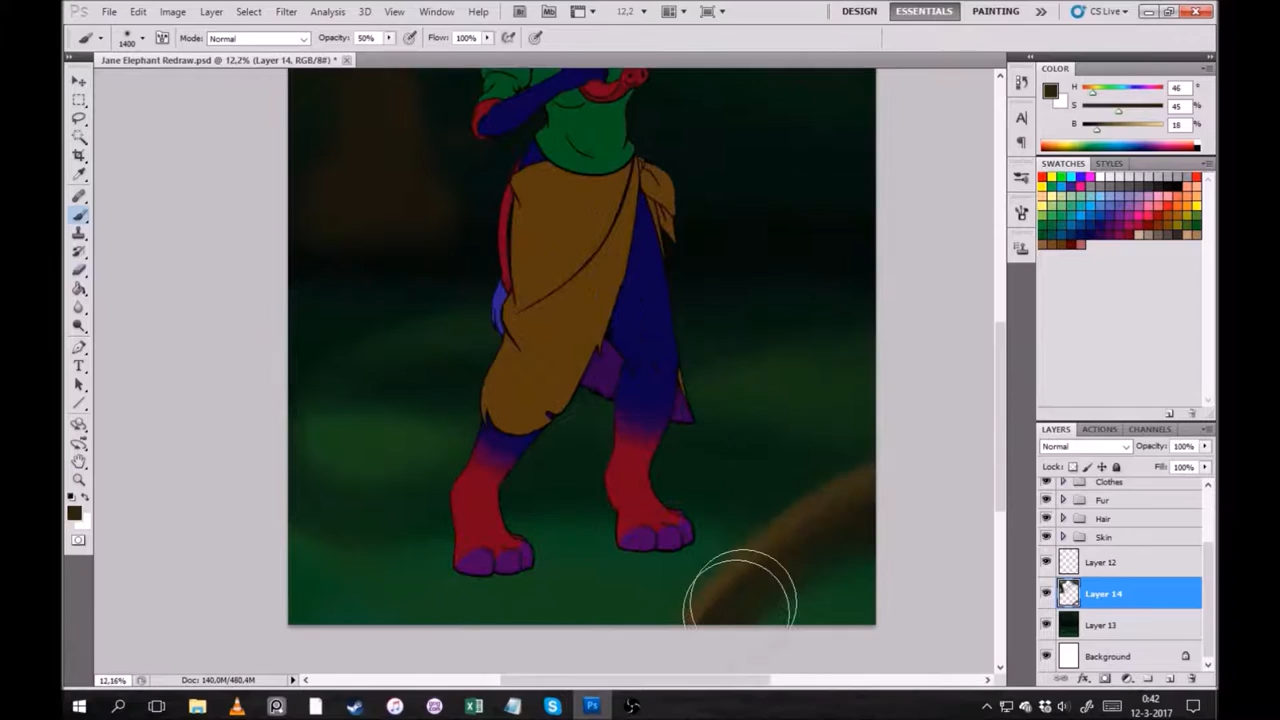 Ps File Edit Image Layer Select Filter Analysis 3D View Window Help Br Mb 12,2 DESIGN ESSENTIALS PAINTING CS Live
1400 Mode: Normal Opacity: 50% Flow: 100%
Jane Elephant Redraw.psd @ 12,2% (Layer 14, RGB/8#) *
COLOR
H 46 °
S 45 %
B 18 %
SWATCHES STYLES
LAYERS ACTIONS CHANNELS
Normal Opacity: 100%
Lock: Fill: 100%
Clothes
Fur
Hair
Skin
Layer 12
Layer 14
Layer 13
Background
12,16% Doc: 140,0M/480,4M
0:42
12-3-2017